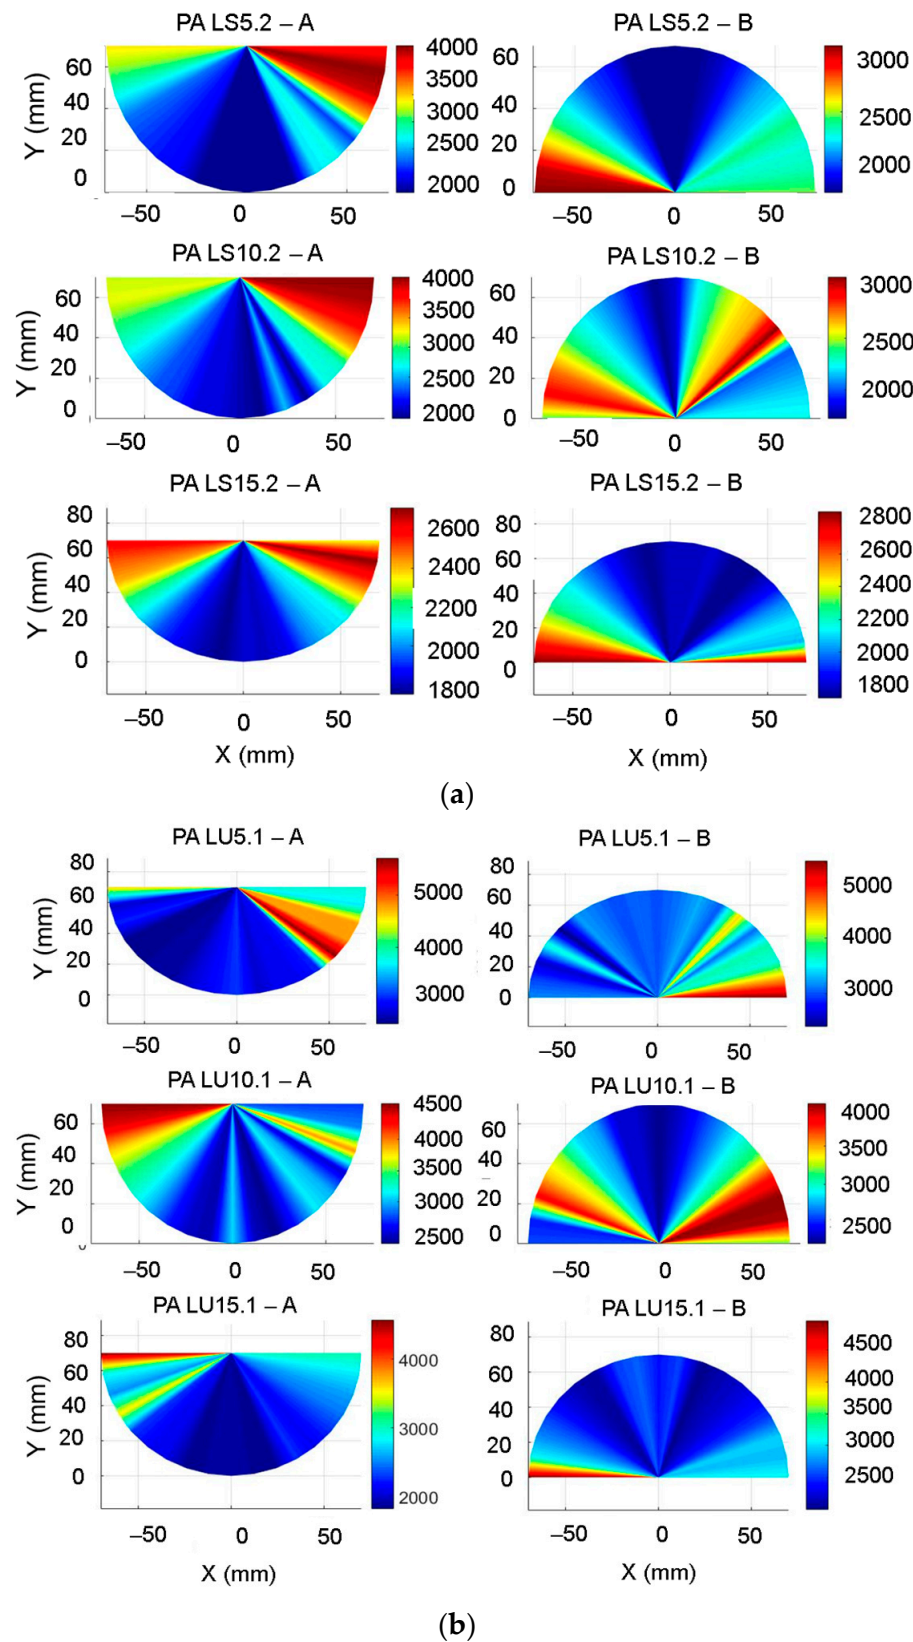 PA LS5.2 – A
PA LS5.2 – B
Y (mm)
60
40
20
0
–50 0 50
4000
3500
3000
2500
2000
60
40
20
0
–50 0 50
3000
2500
2000
PA LS10.2 – A
PA LS10.2 – B
Y (mm)
60
40
20
0
–50 0 50
4000
3500
3000
2500
2000
60
40
20
0
–50 0 50
3000
2500
2000
PA LS15.2 – A
PA LS15.2 – B
Y (mm)
80
60
40
20
0
–50 0 50
X (mm)
2600
2400
2200
2000
1800
80
60
40
20
0
–50 0 50
X (mm)
2800
2600
2400
2200
2000
1800
(a)
PA LU5.1 – A
PA LU5.1 – B
Y (mm)
80
60
40
20
0
–50 0 50
5000
4000
3000
80
60
40
20
0
–50 0 50
5000
4000
3000
PA LU10.1 – A
PA LU10.1 – B
Y (mm)
60
40
20
0
–50 0 50
4500
4000
3500
3000
2500
60
40
20
0
–50 0 50
4000
3500
3000
2500
PA LU15.1 – A
PA LU15.1 – B
Y (mm)
80
60
40
20
0
–50 0 50
X (mm)
4000
3000
2000
80
60
40
20
0
–50 0 50
X (mm)
4500
4000
3500
3000
2500
(b)